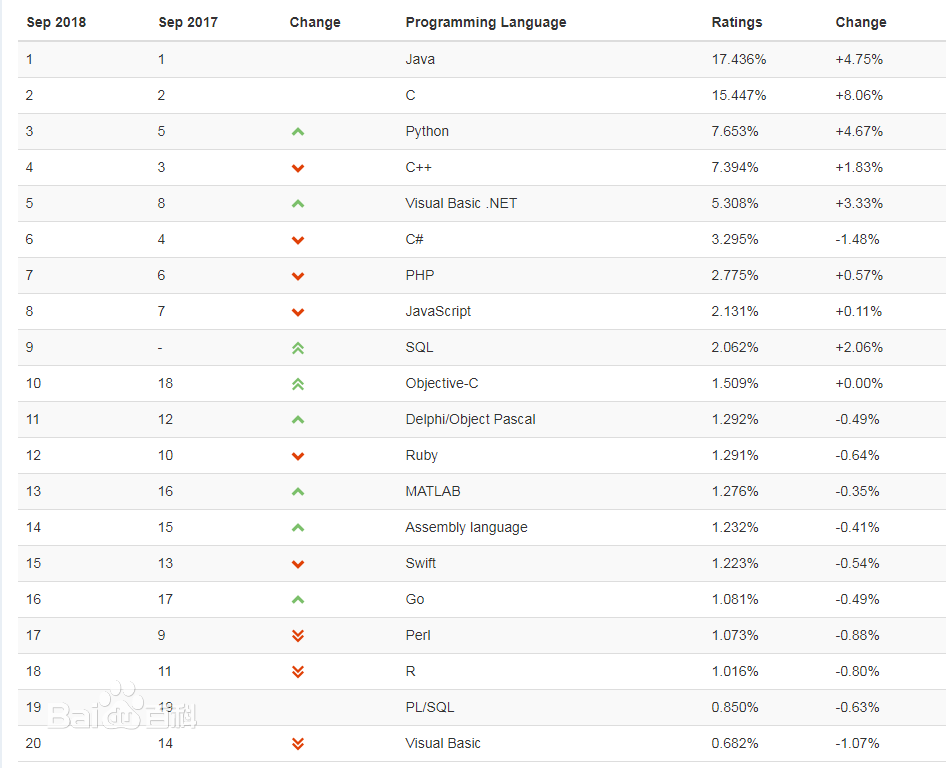 Sep 2018 Sep 2017 Change Programming Language Ratings Change
1 1 Java 17.436% +4.75%
2 2 C 15.447% +8.06%
3 5 Python 7.653% +4.67%
4 3 C++ 7.394% +1.83%
5 8 Visual Basic .NET 5.308% +3.33%
6 4 C# 3.295% -1.48%
7 6 PHP 2.775% +0.57%
8 7 JavaScript 2.131% +0.11%
9 - SQL 2.062% +2.06%
10 18 Objective-C 1.509% +0.00%
11 12 Delphi/Object Pascal 1.292% -0.49%
12 10 Ruby 1.291% -0.64%
13 16 MATLAB 1.276% -0.35%
14 15 Assembly language 1.232% -0.41%
15 13 Swift 1.223% -0.54%
16 17 Go 1.081% -0.49%
17 9 Perl 1.073% -0.88%
18 11 R 1.016% -0.80%
19 19 PL/SQL 0.850% -0.63%
Bai 百科
20 14 Visual Basic 0.682% -1.07%